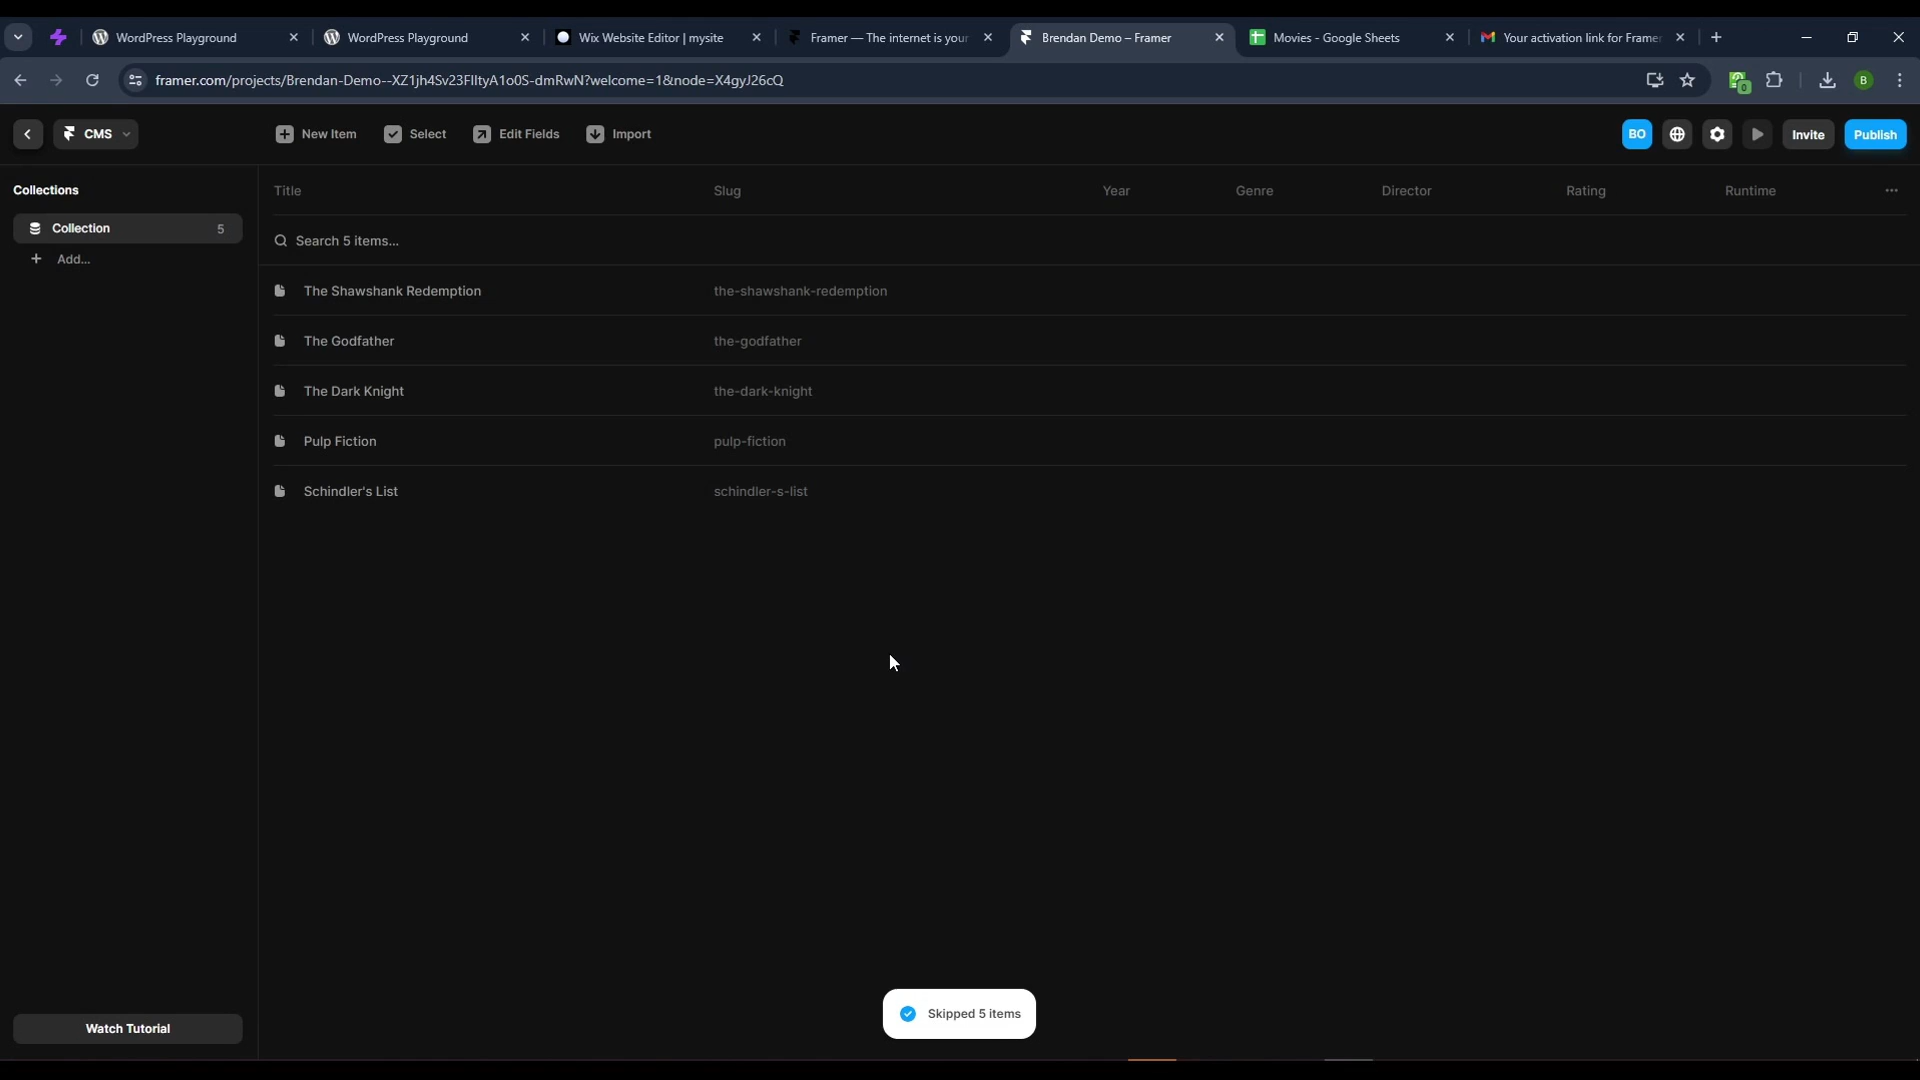 WordPress Playground
WordPress Playground
Wix Website Editor | mysite
Framer — The internet is your
Brendan Demo – Framer
Movies - Google Sheets
Your activation link for Framer
framer.com/projects/Brendan-Demo--XZ1jh4Sv23FlltyA1o0S-dmRwN?welcome=1&node=X4gyJ26cQ
0
B
CMS
New Item
Select
Edit Fields
Import
BO
Invite
Publish
Collections
Collection 5
Add...
Title Slug Year Genre Director Rating Runtime
Search 5 items...
The Shawshank Redemption the-shawshank-redemption
The Godfather the-godfather
The Dark Knight the-dark-knight
Pulp Fiction pulp-fiction
Schindler's List schindler-s-list
Watch Tutorial
Skipped 5 items